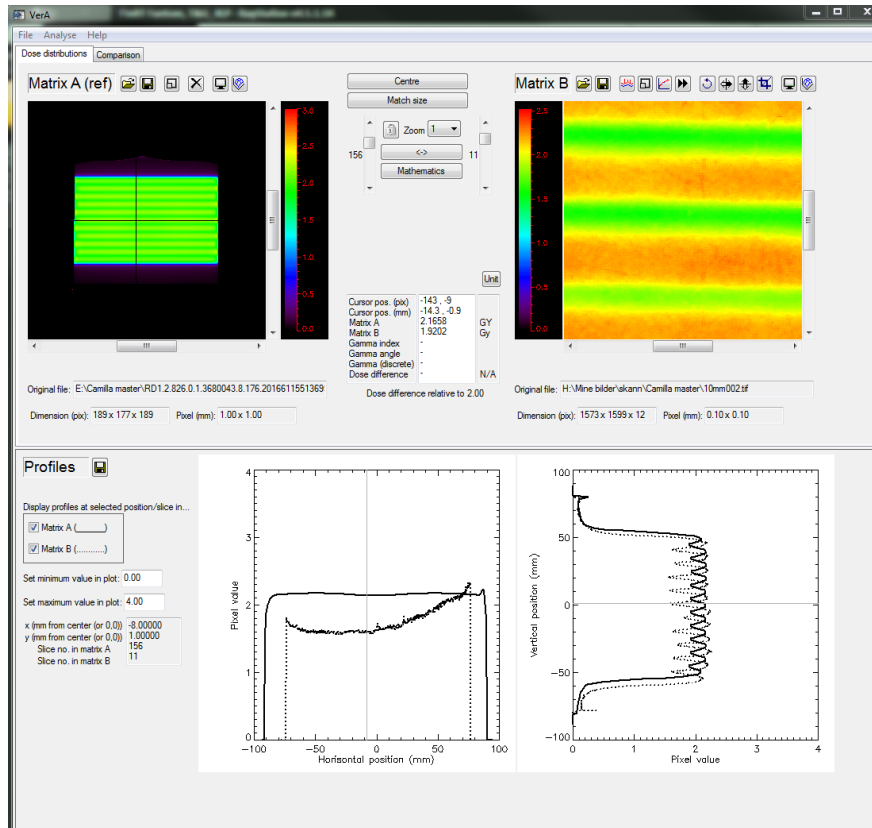 VerA
File Analyse Help
Dose distributions Comparison
Matrix A (ref)
Centre
Match size
Zoom 1
156
11
<->
Mathematics
Matrix B
3.0
2.5
2.0
1.5
1.0
0.5
0.0
2.5
2.0
1.5
1.0
0.5
0.0
Unit
Cursor pos. (pix) -143 , -9
Cursor pos. (mm) -14.3 , -0.9
Matrix A 2.1658 GY
Matrix B 1.9202 Gy
Gamma index -
Gamma angle -
Gamma (discrete) -
Dose difference - N/A
Dose difference relative to 2.00
Original file: E:\Camilla master\RD1.2.826.0.1.3680043.8.176.2016611551369
Dimension (pix): 189 x 177 x 189 Pixel (mm): 1.00 x 1.00
Original file: H:\Mine bilder\skann\Camilla master\10mm002.tif
Dimension (pix): 1573 x 1599 x 12 Pixel (mm): 0.10 x 0.10
Profiles
Display profiles at selected position/slice in...
Matrix A (______)
Matrix B (............)
Set minimum value in plot: 0.00
Set maximum value in plot: 4.00
x (mm from center (or 0,0)) -8.00000
y (mm from center (or 0,0)) 1.00000
Slice no. in matrix A 156
Slice no. in matrix B 11
4
3
2
1
0
Pixel value
-100 -50 0 50 100
Horisontal position (mm)
100
50
0
-50
-100
Vertical position (mm)
0 1 2 3 4
Pixel value